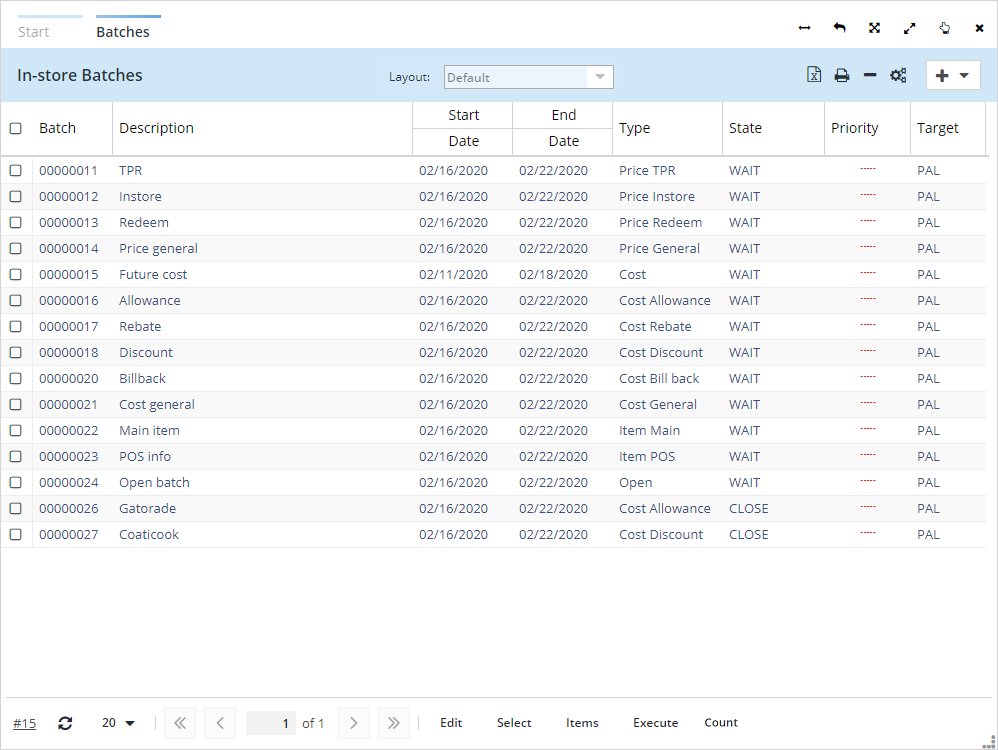 Start Batches
In-store Batches Layout: Default
Batch Description Start Date End Date Type State Priority Target
00000011 TPR 02/16/2020 02/22/2020 Price TPR WAIT ----- PAL
00000012 Instore 02/16/2020 02/22/2020 Price Instore WAIT ----- PAL
00000013 Redeem 02/16/2020 02/22/2020 Price Redeem WAIT ----- PAL
00000014 Price general 02/16/2020 02/22/2020 Price General WAIT ----- PAL
00000015 Future cost 02/11/2020 02/18/2020 Cost WAIT ----- PAL
00000016 Allowance 02/16/2020 02/22/2020 Cost Allowance WAIT ----- PAL
00000017 Rebate 02/16/2020 02/22/2020 Cost Rebate WAIT ----- PAL
00000018 Discount 02/16/2020 02/22/2020 Cost Discount WAIT ----- PAL
00000020 Billback 02/16/2020 02/22/2020 Cost Bill back WAIT ----- PAL
00000021 Cost general 02/16/2020 02/22/2020 Cost General WAIT ----- PAL
00000022 Main item 02/16/2020 02/22/2020 Item Main WAIT ----- PAL
00000023 POS info 02/16/2020 02/22/2020 Item POS WAIT ----- PAL
00000024 Open batch 02/16/2020 02/22/2020 Open WAIT ----- PAL
00000026 Gatorade 02/16/2020 02/22/2020 Cost Allowance CLOSE ----- PAL
00000027 Coaticook 02/16/2020 02/22/2020 Cost Discount CLOSE ----- PAL
#15 20 1 of 1 Edit Select Items Execute Count